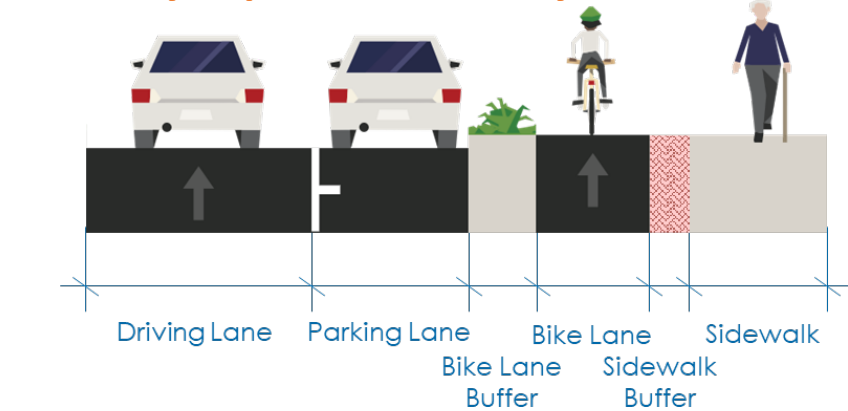 Driving Lane
Parking Lane
Bike Lane
Buffer
Bike Lane
Sidewalk
Buffer
Sidewalk